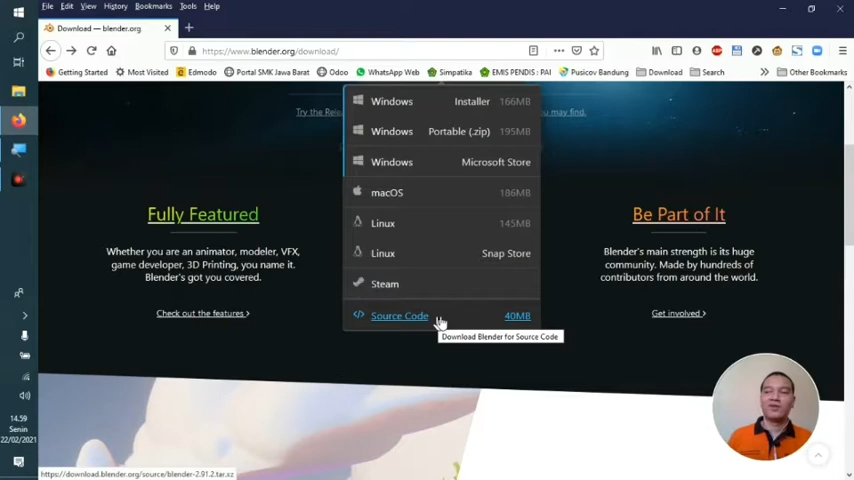 File Edit View History Bookmarks Tools Help
Download — blender.org
https://www.blender.org/download/
Getting Started Most Visited Edmodo Portal SMK Jawa Barat Odoo WhatsApp Web Simpatika EMIS PENDIS : PAI Pusicov Bandung Download Search Other Bookmarks
Try the Rele
ou may find.
Windows Installer 166MB
Windows Portable (.zip) 195MB
Windows Microsoft Store
macOS 186MB
Linux 145MB
Linux Snap Store
Steam
Source Code 40MB
Download Blender for Source Code
Fully Featured
Whether you are an animator, modeler, VFX,
game developer, 3D Printing, you name it.
Blender's got you covered.
Check out the features
Be Part of It
Blender's main strength is its huge
community. Made by hundreds of
contributors from around the world.
Get involved
14.59
Senin
22/02/2021
https://download.blender.org/source/blender-2.91.2.tar.xz